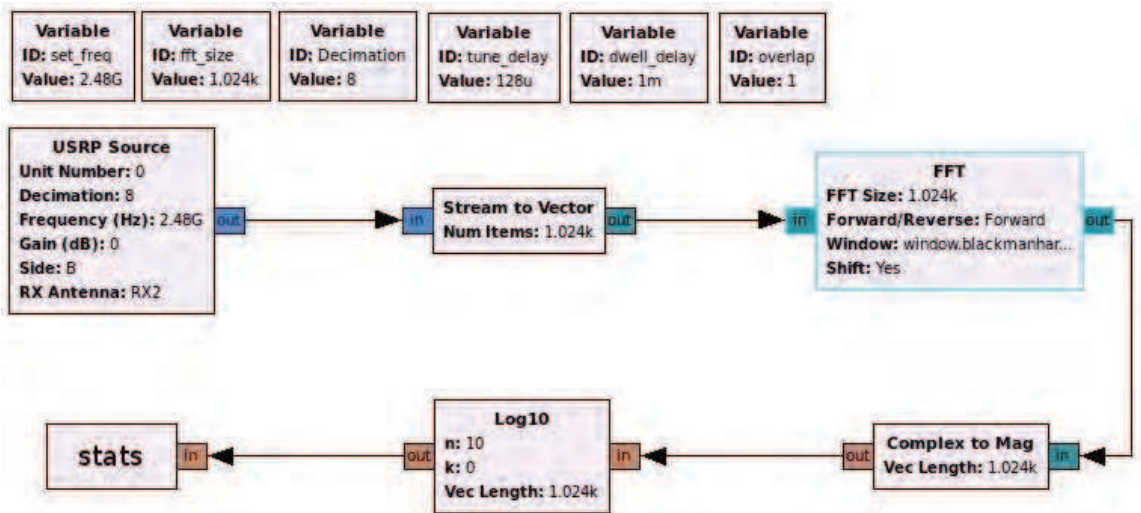 Variable
ID: set_freq
Value: 2.48G
Variable
ID: fft_size
Value: 1.024k
Variable
ID: Decimation
Value: 8
Variable
ID: tune_delay
Value: 128u
Variable
ID: dwell_delay
Value: 1m
Variable
ID: overlap
Value: 1
USRP Source
Unit Number: 0
Decimation: 8
Frequency (Hz): 2.48G
Gain (dB): 0
Side: B
RX Antenna: RX2
out
in
Stream to Vector
Num Items: 1.024k
out
in
FFT
FFT Size: 1.024k
Forward/Reverse: Forward
Window: window.blackmanhar...
Shift: Yes
out
stats
in
out
Log10
n: 10
k: 0
Vec Length: 1.024k
in
out
Complex to Mag
Vec Length: 1.024k
in